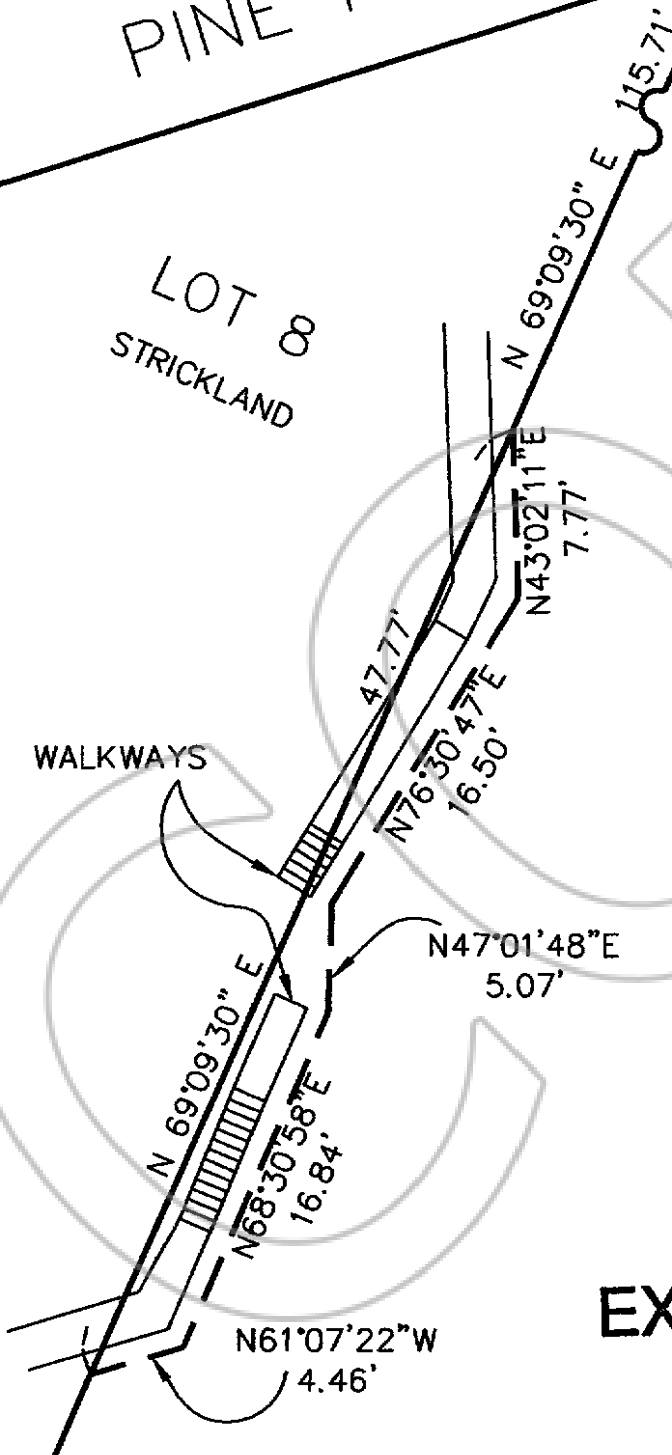 PINE
115.71'
N 69°09'30" E
LOT 8
STRICKLAND
N43°02'11"E
7.77'
47.77'
N76°30'47"E
16.50'
WALKWAYS
N47°01'48"E
5.07'
N 69°09'30" E
N68°30'58"E
16.84'
N61°07'22"W
4.46'
EX